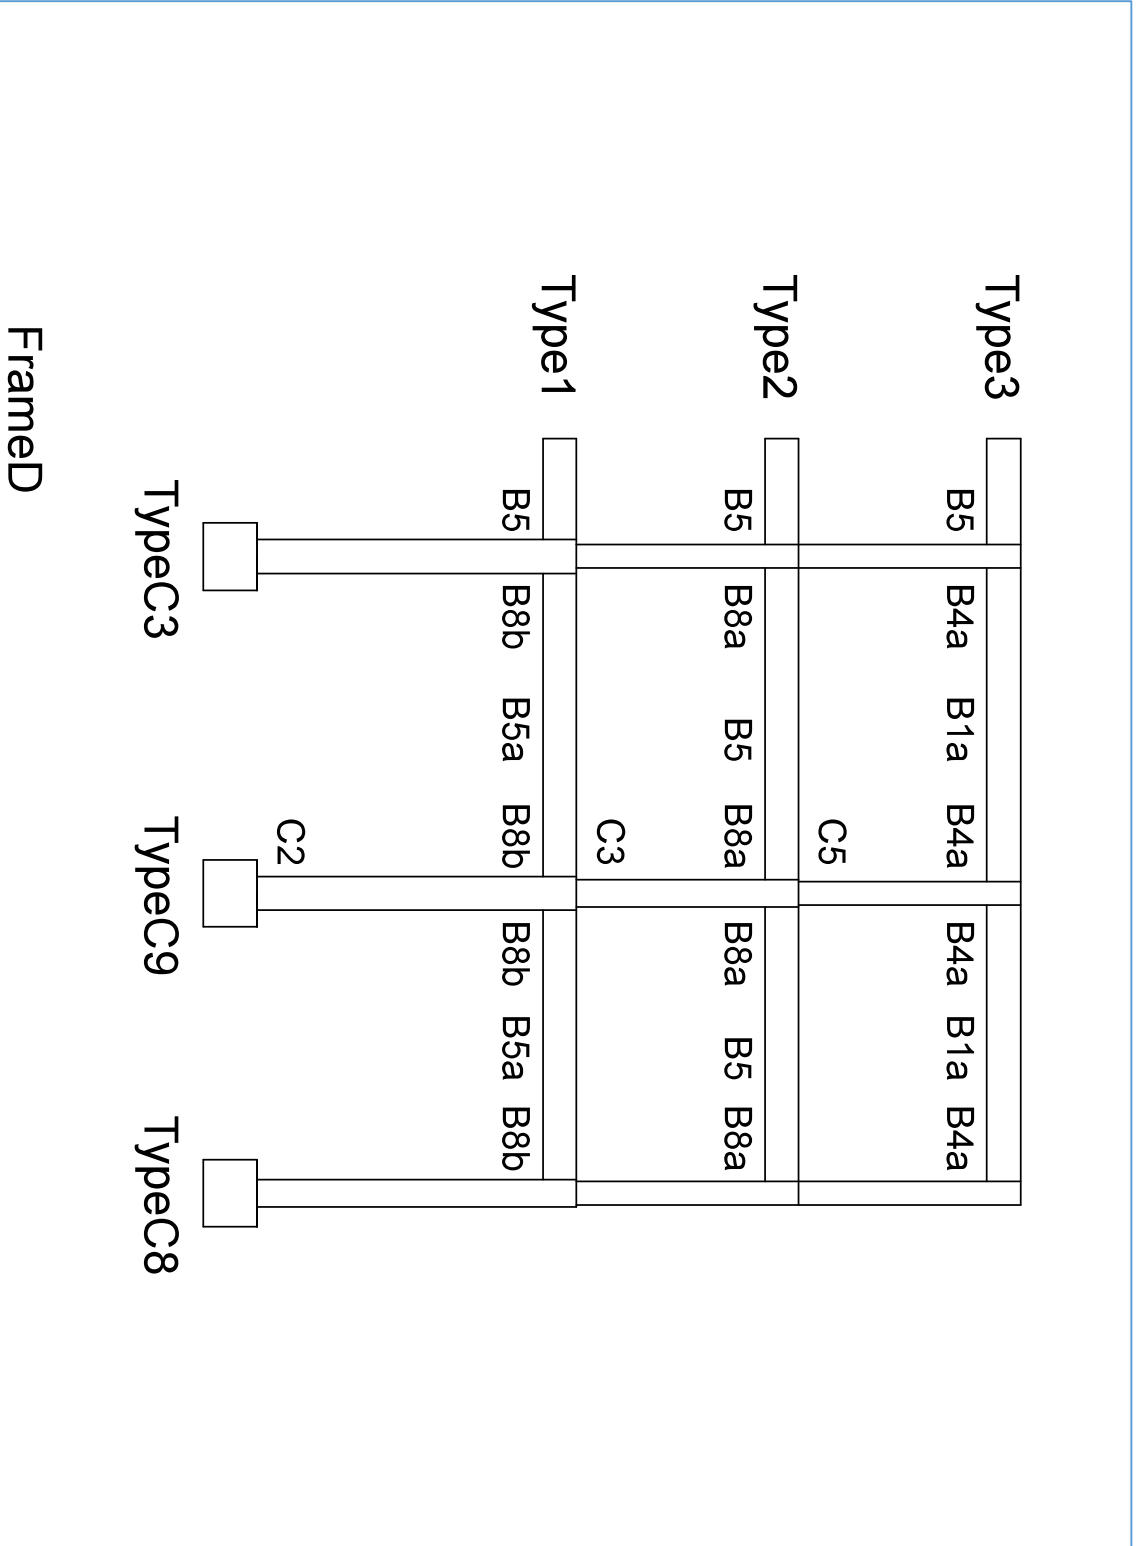 Type3
B5 B4a B1a B4a B4a B1a B4a
C5
Type2
B5 B8a B5 B8a B8a B5 B8a
C3
Type1
B5 B8b B5a B8b B8b B5a B8b
C2
TypeC3 TypeC9 TypeC8
FrameD